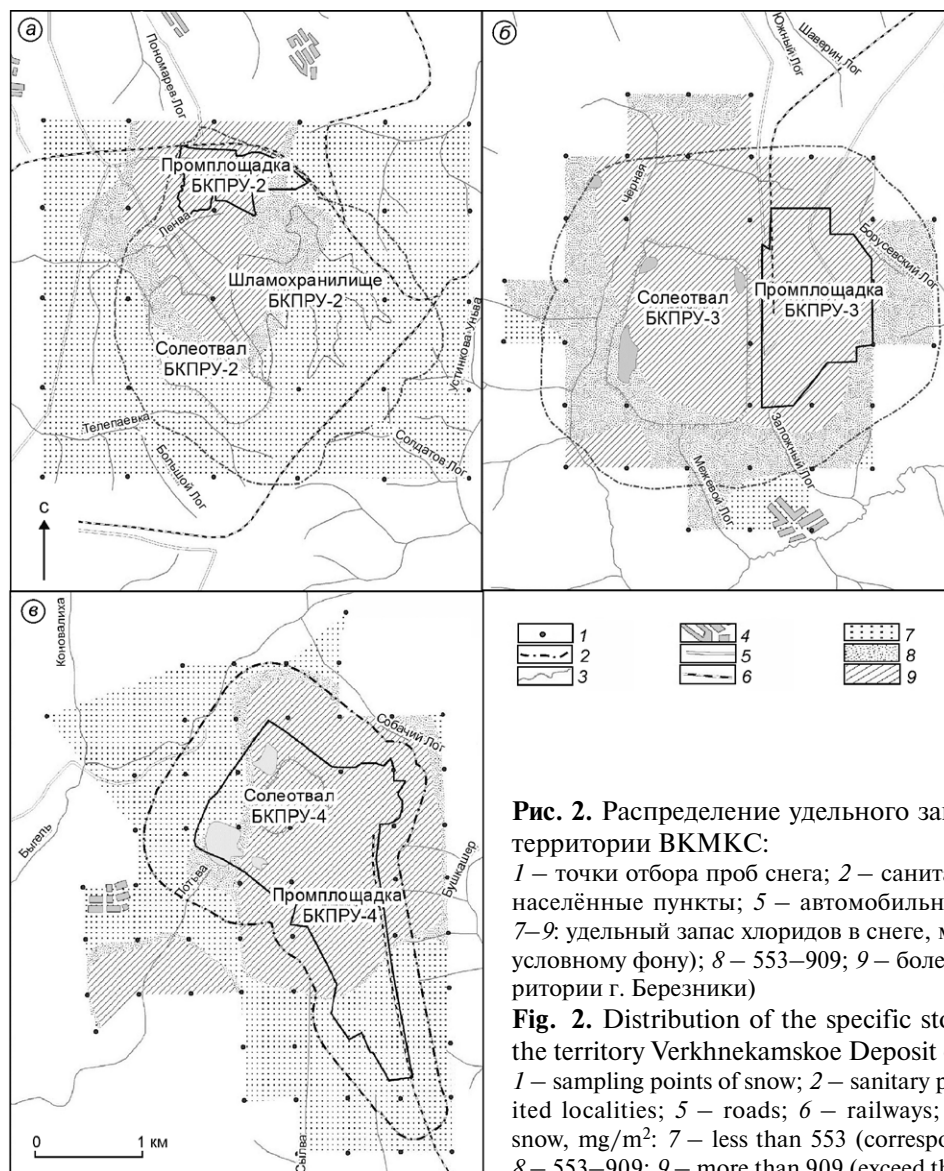 а
Пономарев Лог
Промплощадка
БКПРУ-2
Ленва
Шламохранилище
БКПРУ-2
Солеотвал
БКПРУ-2
Устинкова Уньва
Телепаевка
Большой Лог
Солдатов Лог
С
б
Южный Лог
Шаверин Лог
Черная
Борусевский Лог
Солеотвал
БКПРУ-3
Промплощадка
БКПРУ-3
Заложный Лог
Межевой Лог
в
Коновалиха
Собачий Лог
Солеотвал
БКПРУ-4
Быгель
Потьва
Бушкашер
Промплощадка
БКПРУ-4
Сылва
0 1 км
1 4 7
2 5 8
3 6 9
Рис. 2. Распределение удельного за
территории ВКМКС:
1 – точки отбора проб снега; 2 – санита
населённые пункты; 5 – автомобильн
7–9: удельный запас хлоридов в снеге, м
условному фону); 8 – 553–909; 9 – боле
ритории г. Березники)
Fig. 2. Distribution of the specific sto
the territory Verkhnekamskoe Deposit
1 – sampling points of snow; 2 – sanitary p
ited localities; 5 – roads; 6 – railways;
snow, mg/m²: 7 – less than 553 (correspo
8 – 553–909; 9 – more than 909 (exceed th